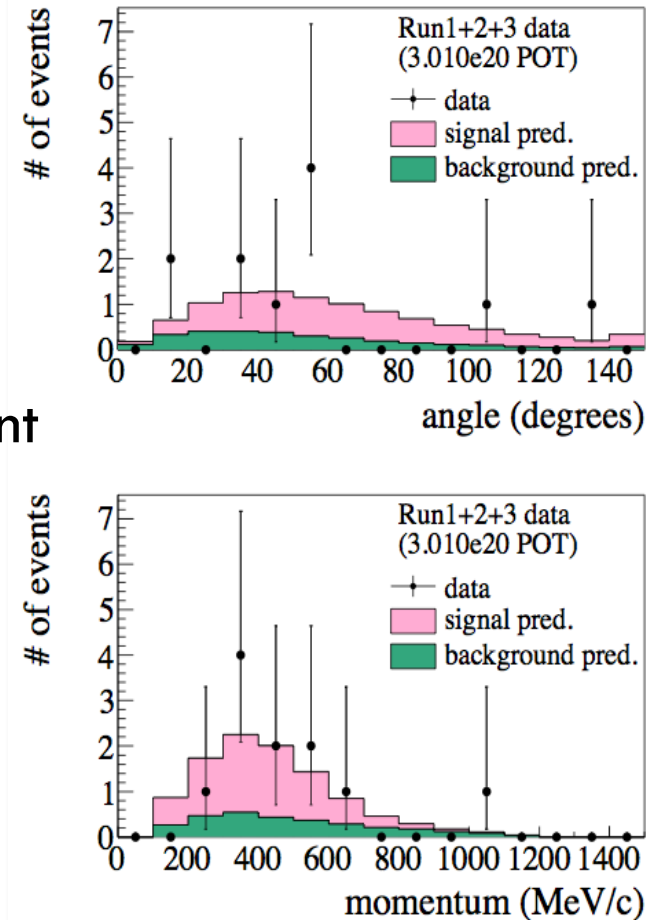 # of events
7
6
5
4
3
2
1
0
Run1+2+3 data
(3.010e20 POT)
data
signal pred.
background pred.
0 20 40 60 80 100 120 140
angle (degrees)
nt
# of events
7
6
5
4
3
2
1
0
Run1+2+3 data
(3.010e20 POT)
data
signal pred.
background pred.
0 200 400 600 800 1000 1200 1400
momentum (MeV/c)